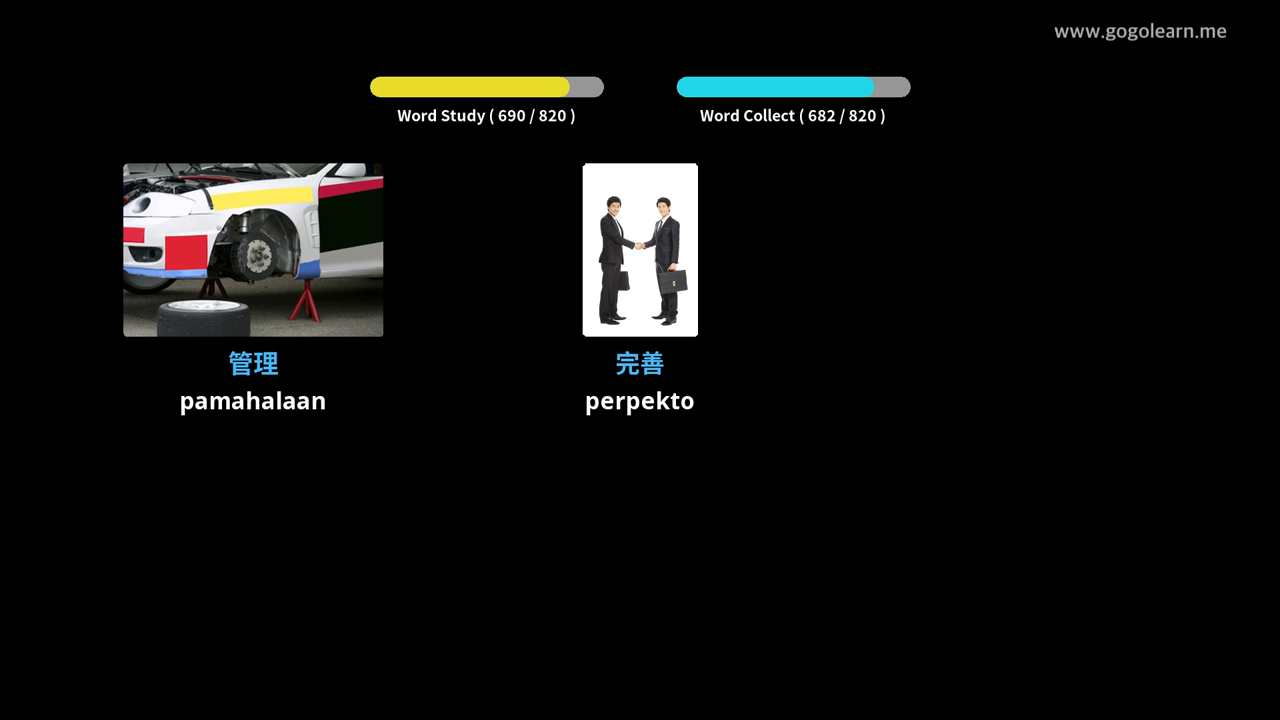 www.gogolearn.me
Word Study ( 690 / 820 )
Word Collect ( 682 / 820 )
管理
pamahalaan
完善
perpekto